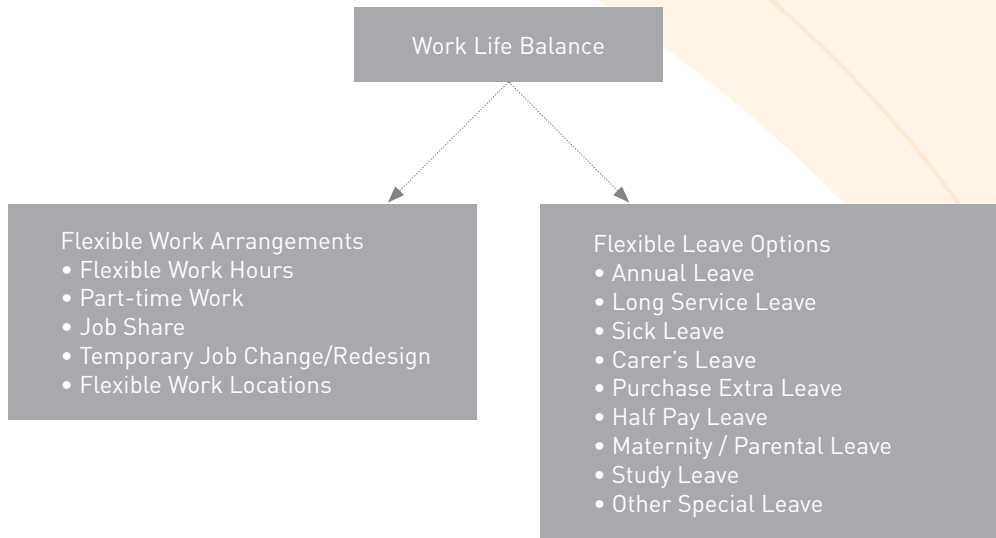 Work Life Balance
Flexible Work Arrangements
• Flexible Work Hours
• Part-time Work
• Job Share
• Temporary Job Change/Redesign
• Flexible Work Locations
Flexible Leave Options
• Annual Leave
• Long Service Leave
• Sick Leave
• Carer's Leave
• Purchase Extra Leave
• Half Pay Leave
• Maternity / Parental Leave
• Study Leave
• Other Special Leave